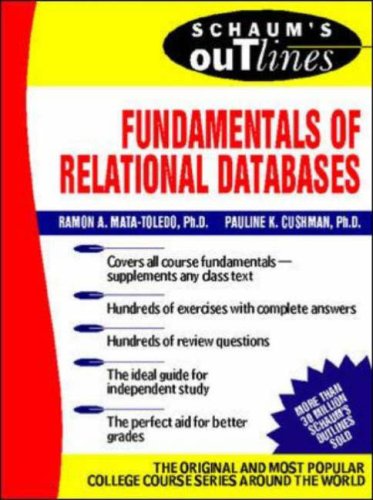 SCHAUM'S
ouTlines
FUNDAMENTALS OF
RELATIONAL DATABASES
RAMON A. MATA-TOLEDO, Ph.D. PAULINE K. CUSHMAN, Ph.D.
Covers all course fundamentals—
supplements any class text
Hundreds of exercises with complete answers
Hundreds of review questions
The ideal guide for
independent study
The perfect aid for better
grades
MORE THAN
30 MILLION
SCHAUM'S
OUTLINES
SOLD
THE ORIGINAL AND MOST POPULAR
COLLEGE COURSE SERIES AROUND THE WORLD